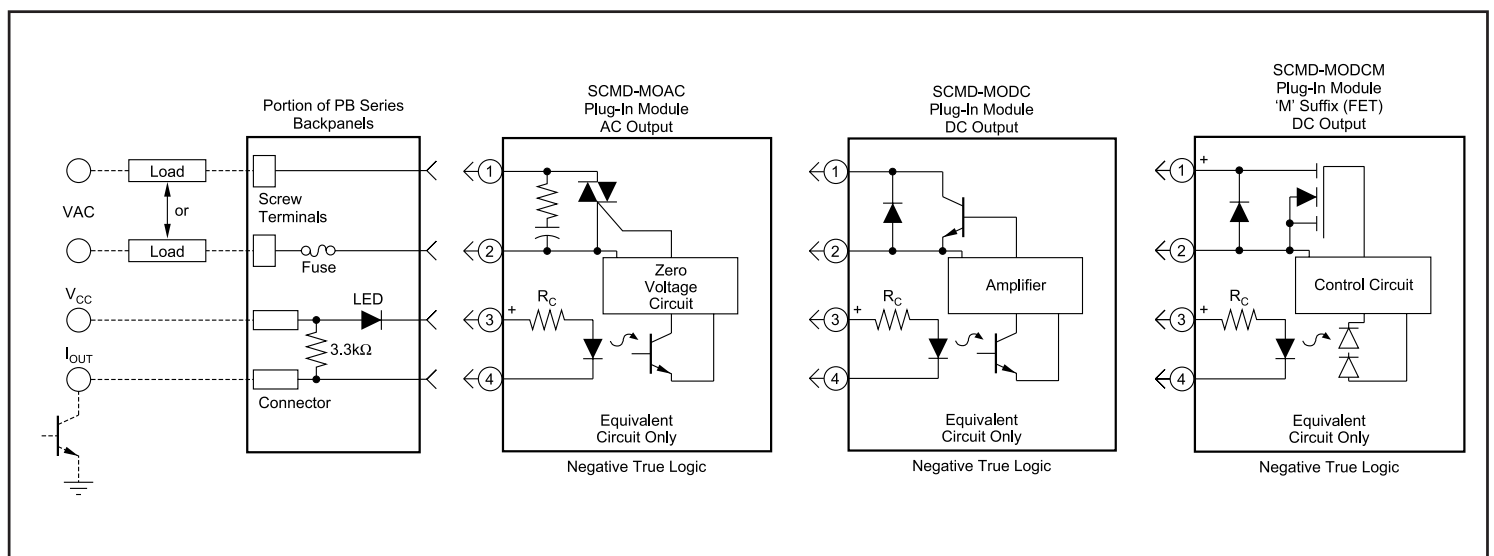 Portion of PB Series
Backpanels
VAC
Load
or
Load
Screw
Terminals
Fuse
VCC
LED
3.3kΩ
IOUT
Connector
SCMD-MOAC
Plug-In Module
AC Output
1
2
Zero
Voltage
Circuit
3
+
RC
4
Equivalent
Circuit Only
Negative True Logic
SCMD-MODC
Plug-In Module
DC Output
1
2
Amplifier
3
+
RC
4
Equivalent
Circuit Only
Negative True Logic
SCMD-MODCM
Plug-In Module
‘M’ Suffix (FET)
DC Output
1
+
2
Control Circuit
3
+
RC
4
Equivalent
Circuit Only
Negative True Logic